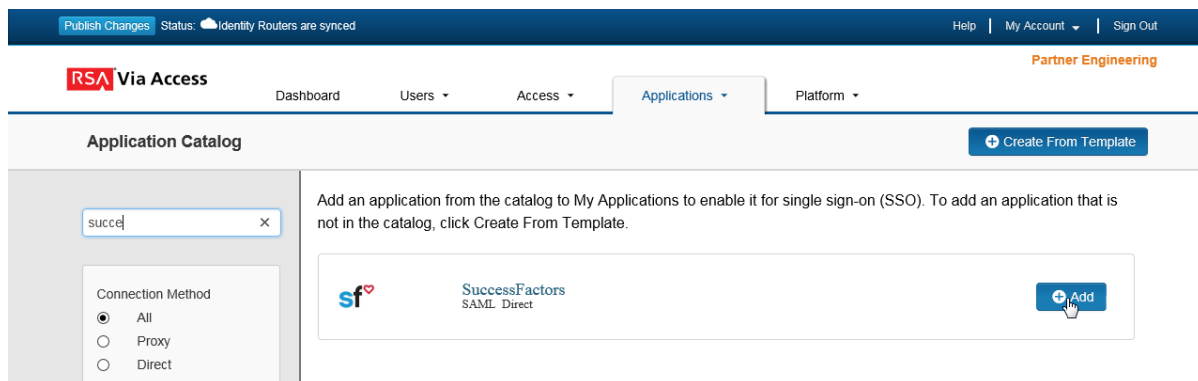 Publish Changes Status: Identity Routers are synced Help My Account Sign Out
Partner Engineering
RSA Via Access
Dashboard Users Access Applications Platform
Application Catalog Create From Template
Add an application from the catalog to My Applications to enable it for single sign-on (SSO). To add an application that is
not in the catalog, click Create From Template.
succe
Connection Method
All
Proxy
Direct
sf
SuccessFactors
SAML Direct
Add